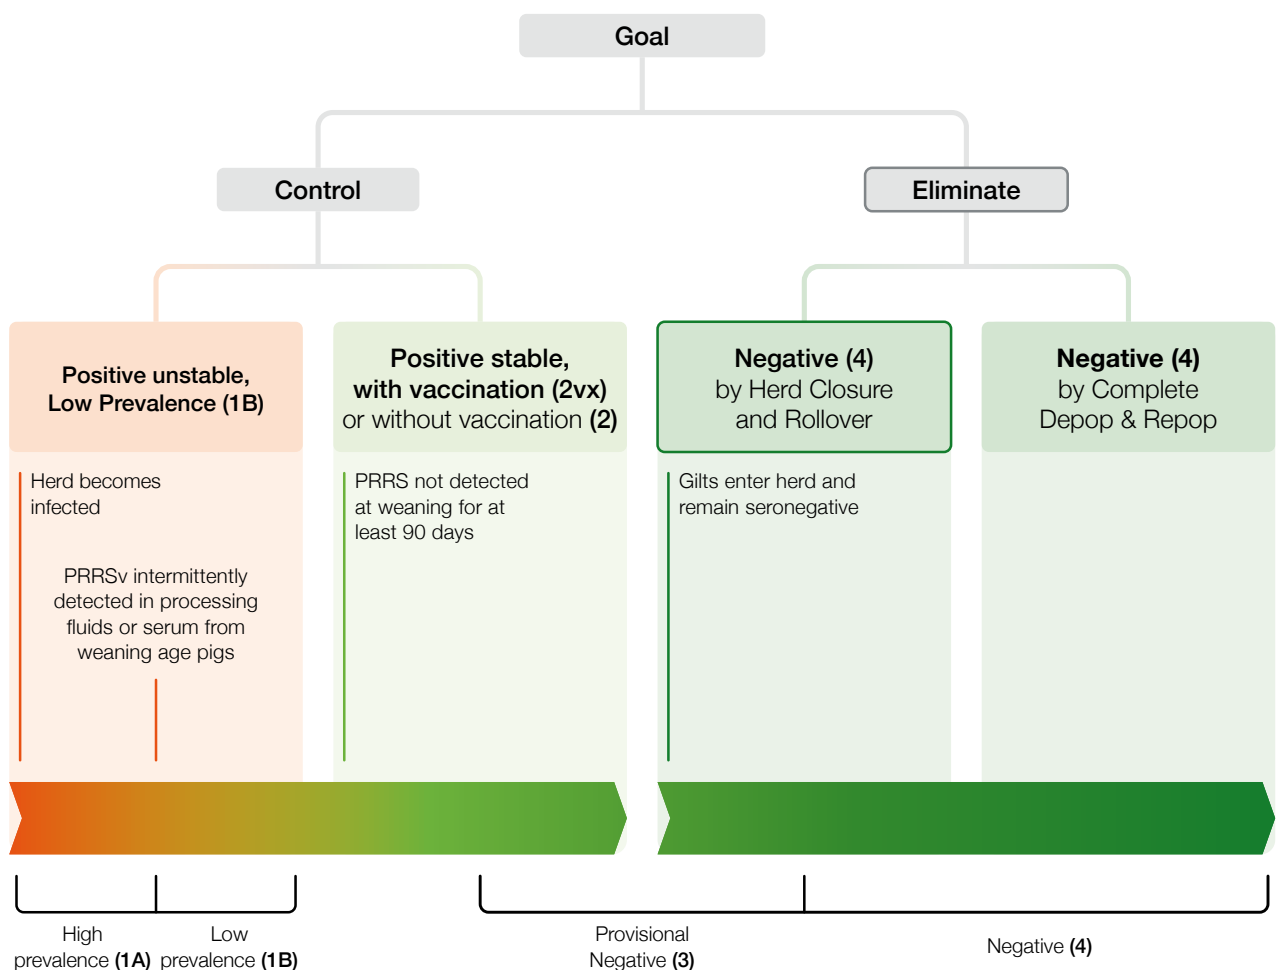 Goal
Control
Eliminate
Positive unstable,
Low Prevalence (1B)
Positive stable,
with vaccination (2vx)
or without vaccination (2)
Negative (4)
by Herd Closure
and Rollover
Negative (4)
by Complete
Depop & Repop
Herd becomes
infected
PRRSv intermittently
detected in processing
fluids or serum from
weaning age pigs
PRRS not detected
at weaning for at
least 90 days
Gilts enter herd and
remain seronegative
High
prevalence (1A)
Low
prevalence (1B)
Provisional
Negative (3)
Negative (4)